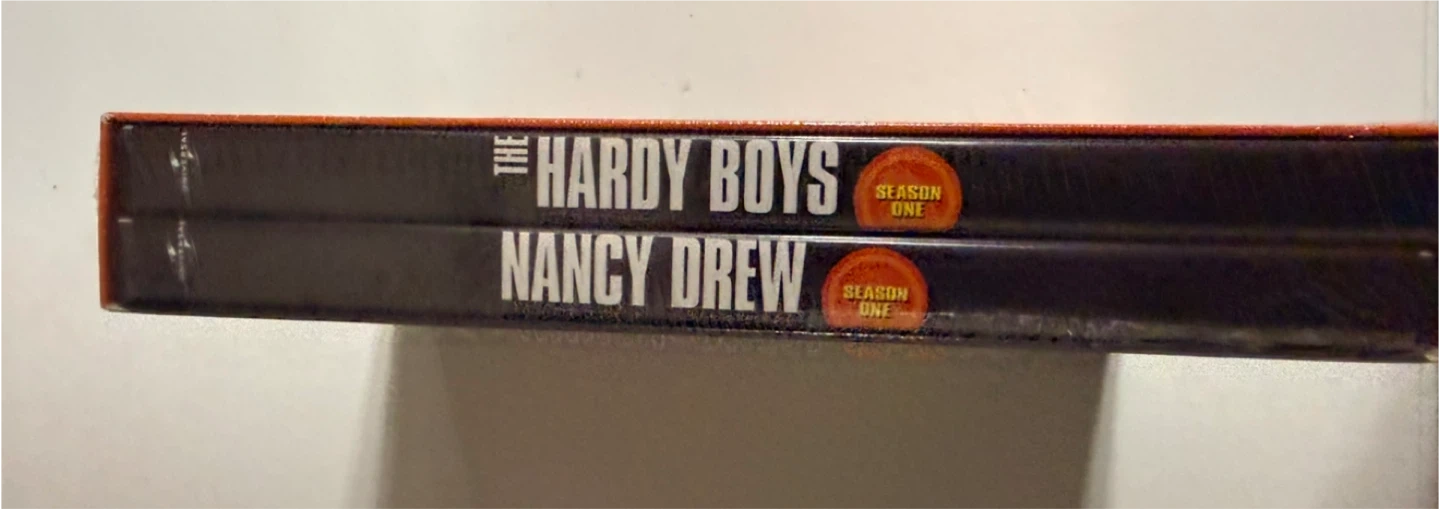 THE
HARDY BOYS
SEASON
ONE
NANCY DREW
SEASON
ONE